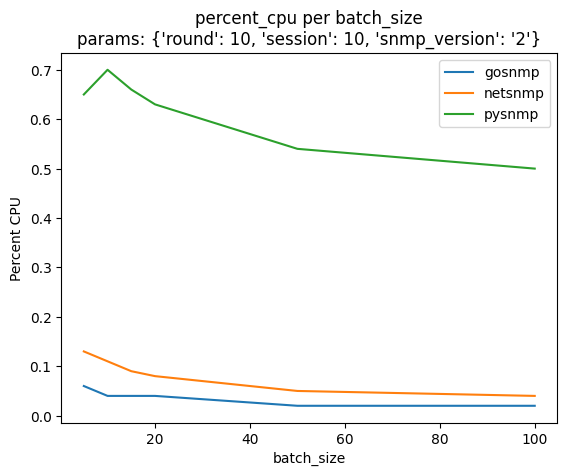 percent_cpu per batch_size
params: {'round': 10, 'session': 10, 'snmp_version': '2'}
gosnmp
netsnmp
pysnmp
0.7
0.6
0.5
0.4
0.3
0.2
0.1
0.0
Percent CPU
20 40 60 80 100
batch_size